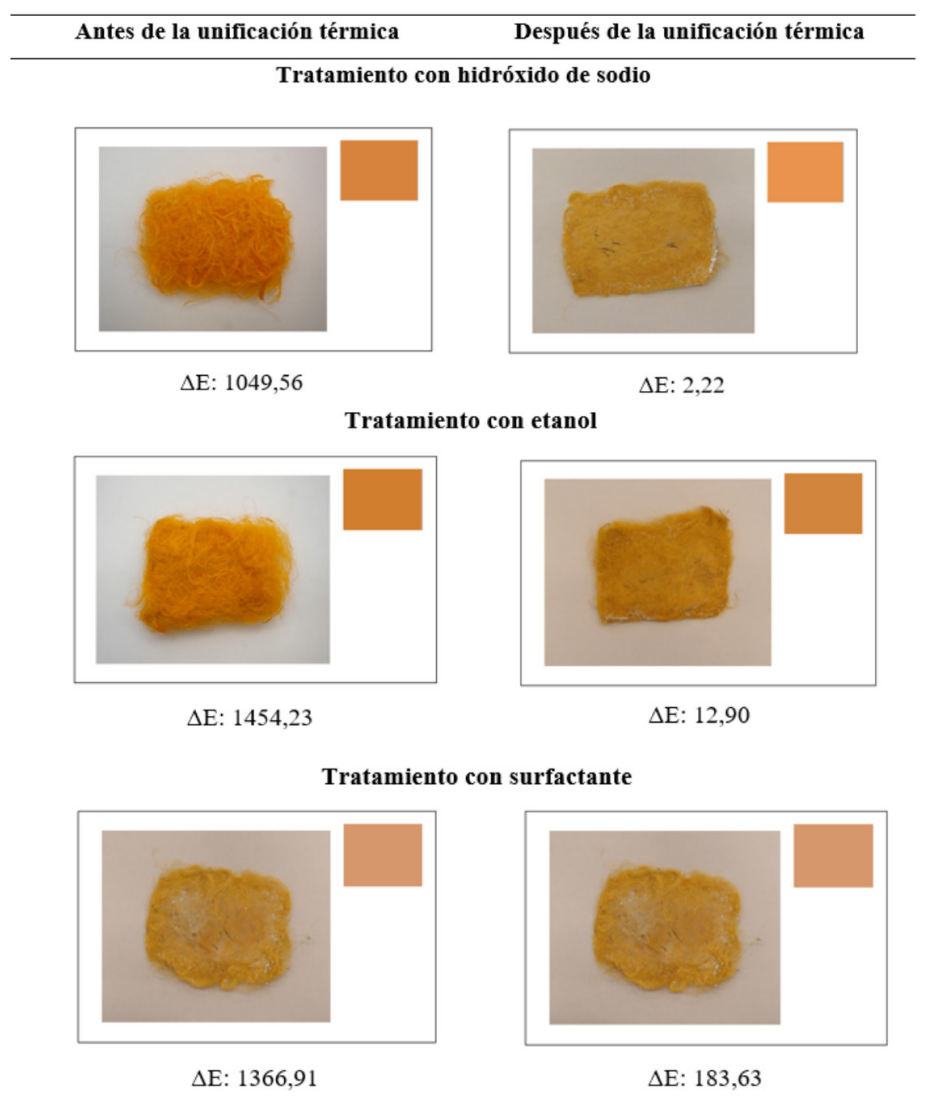 Antes de la unificación térmica Después de la unificación térmica
Tratamiento con hidróxido de sodio
ΔE: 1049,56 ΔE: 2,22
Tratamiento con etanol
ΔE: 1454,23 ΔE: 12,90
Tratamiento con surfactante
ΔE: 1366,91 ΔE: 183,63